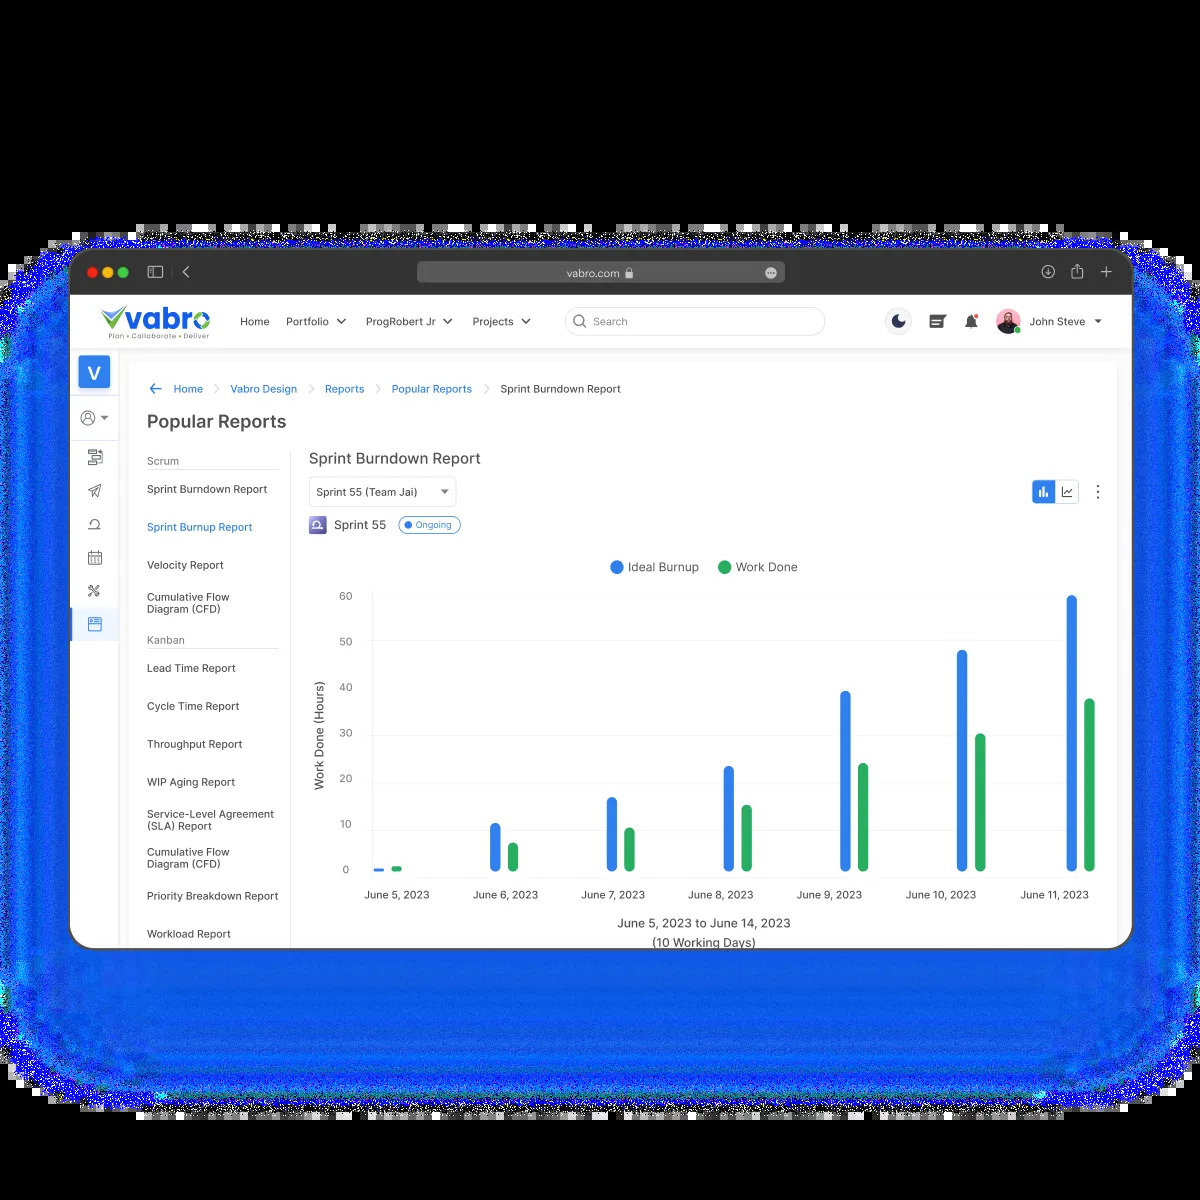 vabro.com
vabro
Plan • Collaborate • Deliver
Home Portfolio ProgRobert Jr Projects Search John Steve
V
Home Vabro Design Reports Popular Reports Sprint Burndown Report
Popular Reports
Scrum
Sprint Burndown Report
Sprint Burnup Report
Velocity Report
Cumulative Flow
Diagram (CFD)
Kanban
Lead Time Report
Cycle Time Report
Throughput Report
WIP Aging Report
Service-Level Agreement
(SLA) Report
Cumulative Flow
Diagram (CFD)
Priority Breakdown Report
Workload Report
Sprint Burndown Report
Sprint 55 (Team Jai)
Sprint 55 Ongoing
Ideal Burnup Work Done
Work Done (Hours)
60
50
40
30
20
10
0
June 5, 2023 June 6, 2023 June 7, 2023 June 8, 2023 June 9, 2023 June 10, 2023 June 11, 2023
June 5, 2023 to June 14, 2023
(10 Working Days)